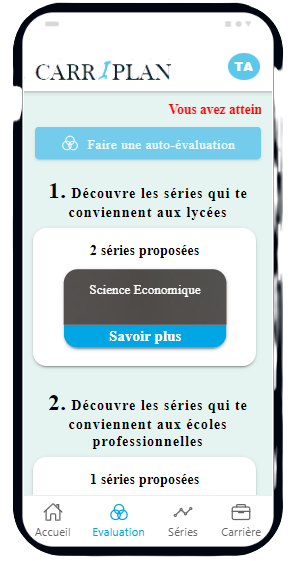 CARRIPLAN
TA
Vous avez attein
Faire une auto-évaluation
1. Découvre les séries qui te
conviennent aux lycées
2 séries proposées
Science Economique
Savoir plus
2. Découvre les séries qui te
conviennent aux écoles
professionnelles
1 séries proposées
Accueil Evaluation Séries Carrière